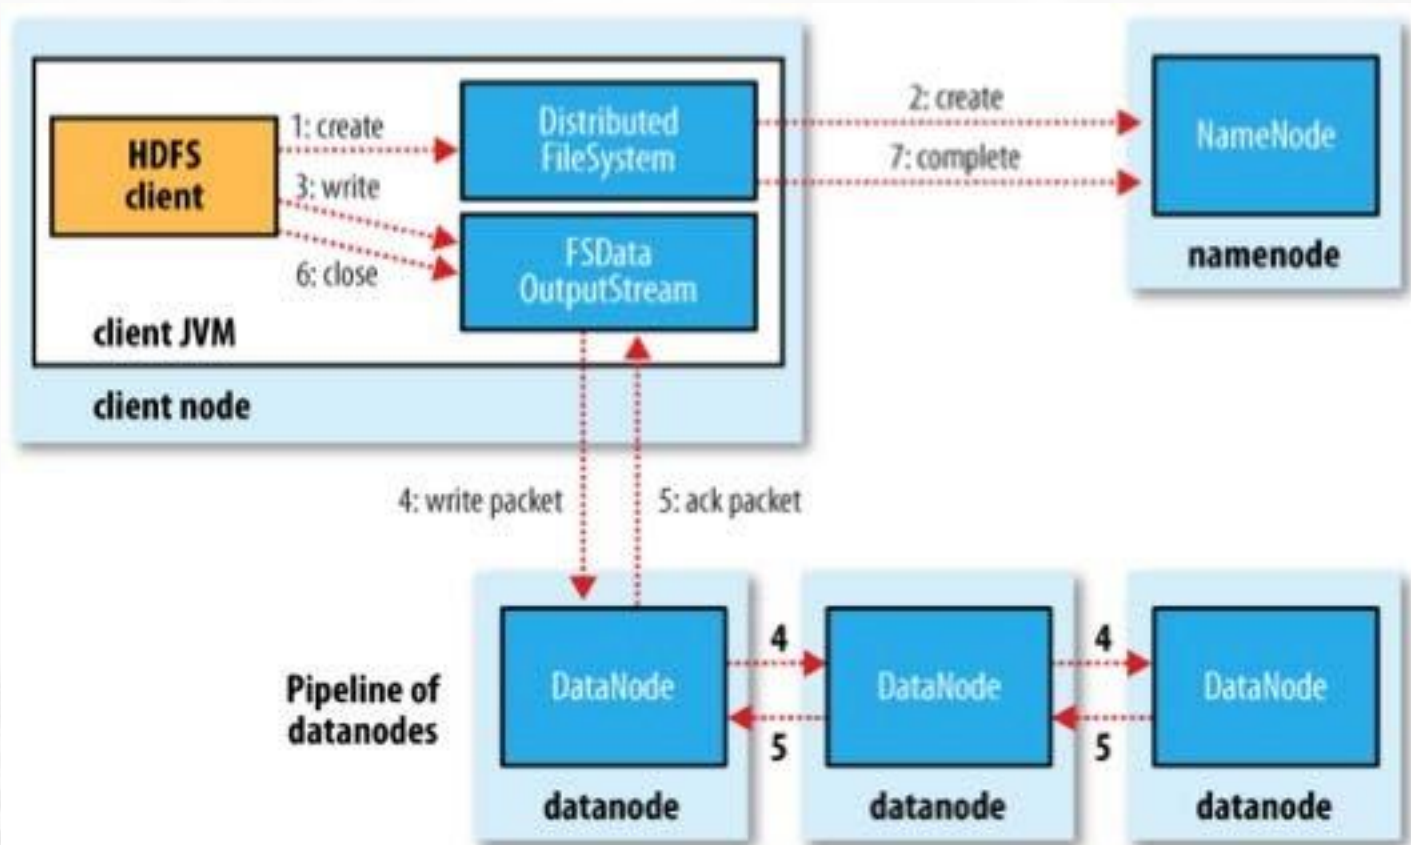 HDFS
client
1: create
3: write
6: close
Distributed
FileSystem
FSData
OutputStream
client JVM
client node
2: create
7: complete
NameNode
namenode
4: write packet
5: ack packet
Pipeline of
datanodes
DataNode
datanode
4
5
DataNode
datanode
4
5
DataNode
datanode